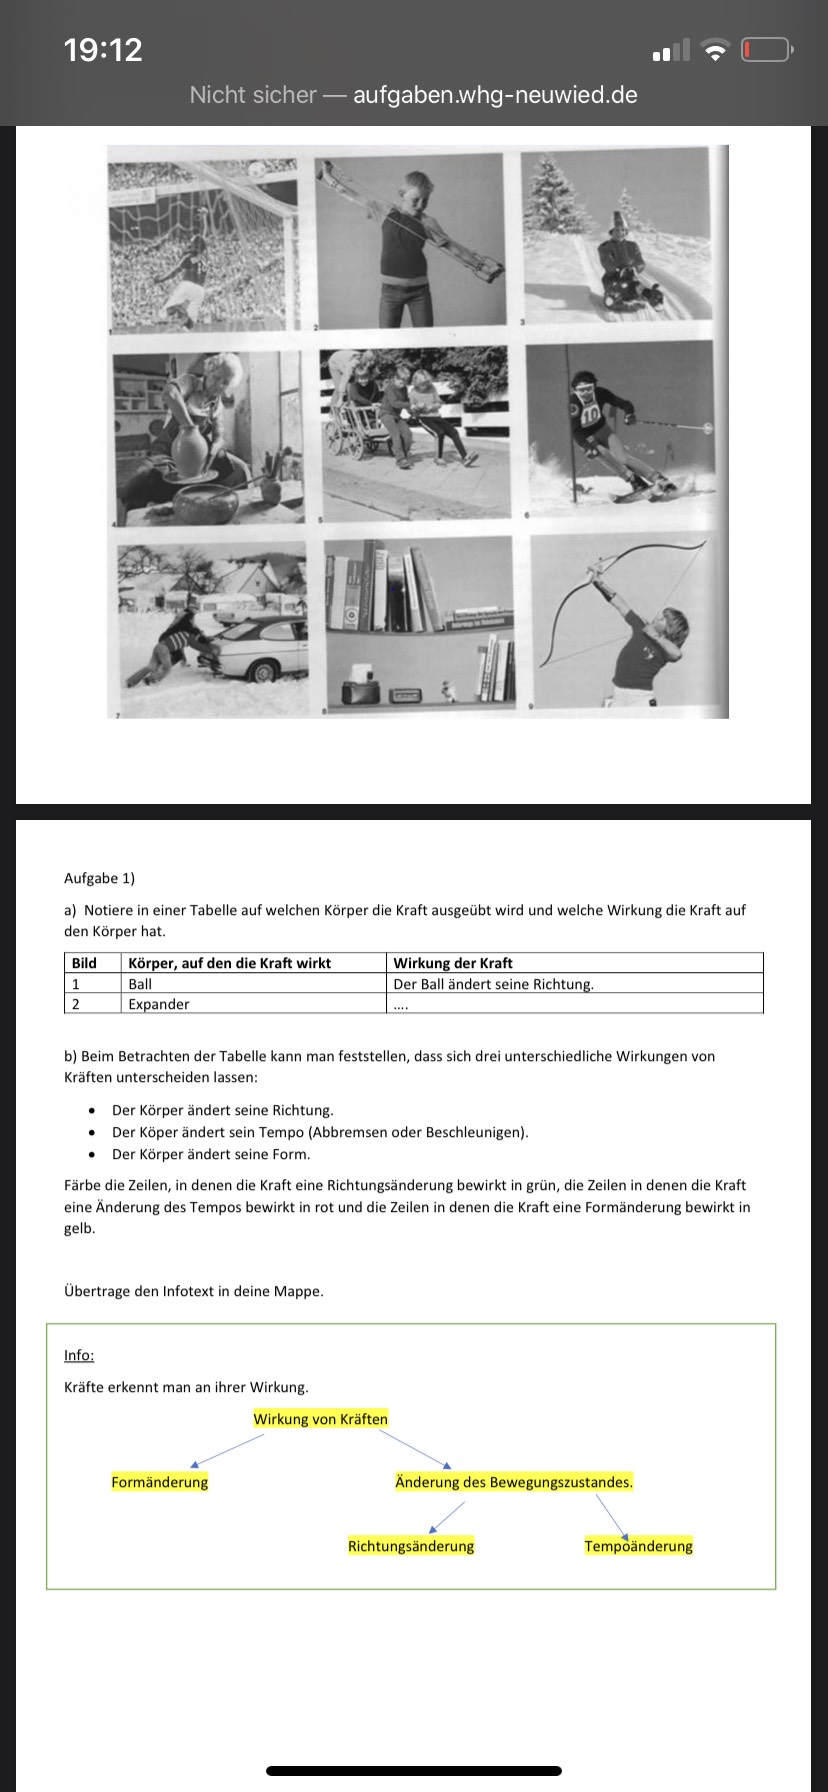 19:12
Nicht sicher — aufgaben.whg-neuwied.de
1
2
3
10
4
5
6
7
8
9
Aufgabe 1)
a) Notiere in einer Tabelle auf welchen Körper die Kraft ausgeübt wird und welche Wirkung die Kraft auf
den Körper hat.
Bild Körper, auf den die Kraft wirkt Wirkung der Kraft
1 Ball Der Ball ändert seine Richtung.
2 Expander ....
b) Beim Betrachten der Tabelle kann man feststellen, dass sich drei unterschiedliche Wirkungen von
Kräften unterscheiden lassen:
• Der Körper ändert seine Richtung.
• Der Köper ändert sein Tempo (Abbremsen oder Beschleunigen).
• Der Körper ändert seine Form.
Färbe die Zeilen, in denen die Kraft eine Richtungsänderung bewirkt in grün, die Zeilen in denen die Kraft
eine Änderung des Tempos bewirkt in rot und die Zeilen in denen die Kraft eine Formänderung bewirkt in
gelb.
Übertrage den Infotext in deine Mappe.
Info:
Kräfte erkennt man an ihrer Wirkung.
Wirkung von Kräften
Formänderung Änderung des Bewegungszustandes.
Richtungsänderung Tempoänderung